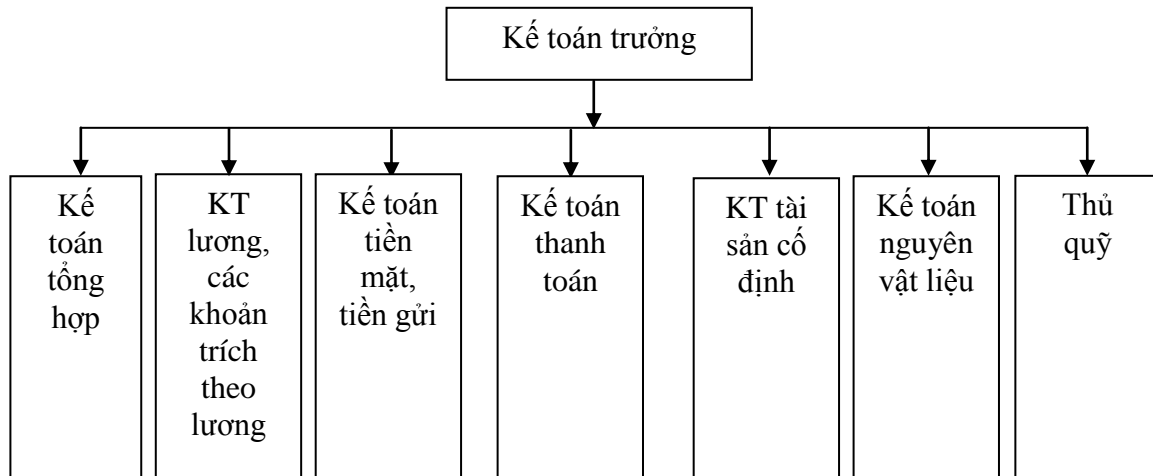 Kế toán trưởng
Kế
toán
tổng
hợp
KT
lương,
các
khoản
trích
theo
lương
Kế toán
tiền
mặt,
tiền gửi
Kế toán
thanh
toán
KT tài
sản cố
định
Kế toán
nguyên
vật liệu
Thủ
quỹ